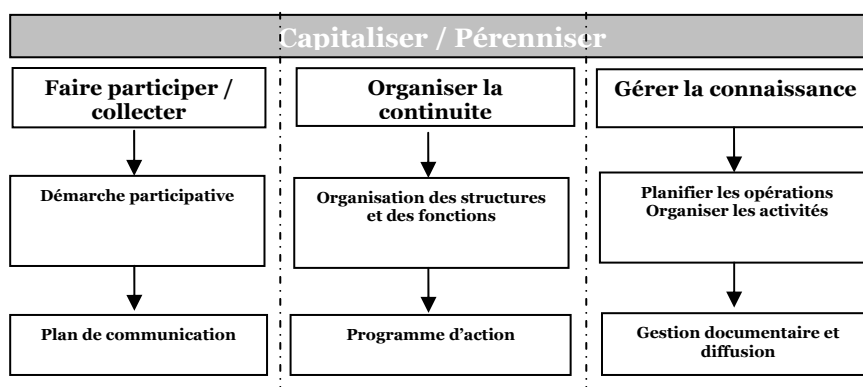 Capitaliser / Pérenniser
Faire participer /
collecter
Organiser la
continuite
Gérer la connaissance
Démarche participative
Organisation des structures
et des fonctions
Planifier les opérations
Organiser les activités
Plan de communication
Programme d’action
Gestion documentaire et
diffusion